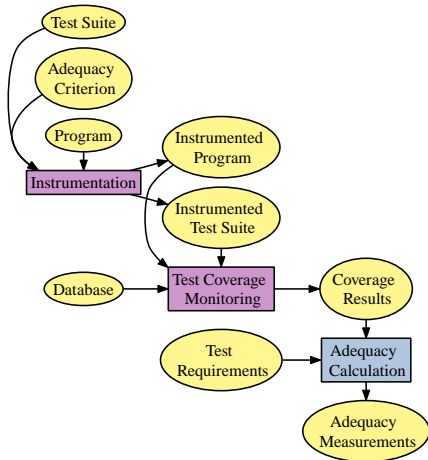 Test Suite
Adequacy
Criterion
Program
Instrumented
Program
Instrumentation
Instrumented
Test Suite
Database
Test Coverage
Monitoring
Coverage
Results
Test
Requirements
Adequacy
Calculation
Adequacy
Measurements